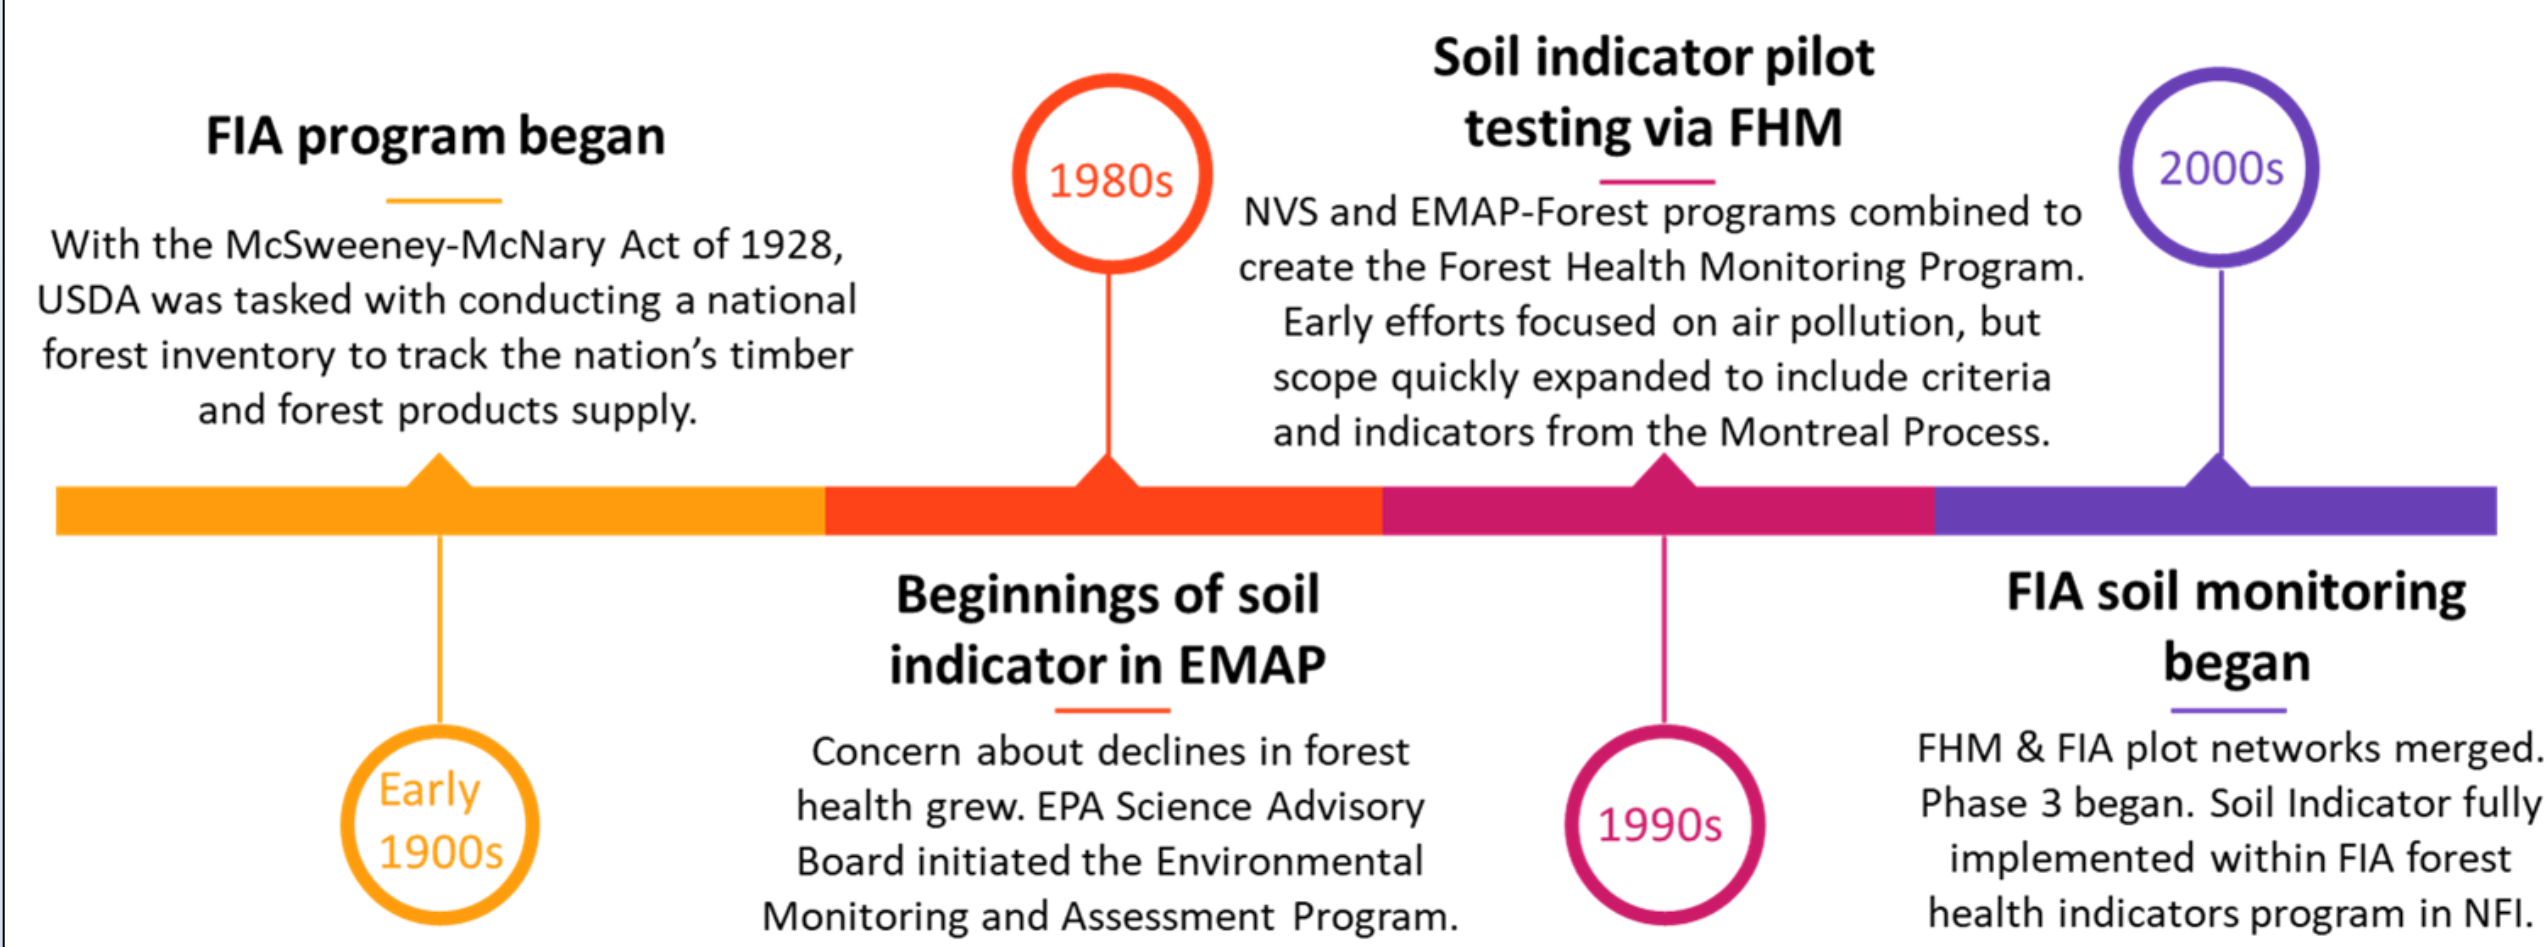 FIA program began
With the McSweeney-McNary Act of 1928,
USDA was tasked with conducting a national
forest inventory to track the nation's timber
and forest products supply.
Early
1900s
1980s
Beginnings of soil
indicator in EMAP
Concern about declines in forest
health grew. EPA Science Advisory
Board initiated the Environmental
Monitoring and Assessment Program.
Soil indicator pilot
testing via FHM
NVS and EMAP-Forest programs combined to
create the Forest Health Monitoring Program.
Early efforts focused on air pollution, but
scope quickly expanded to include criteria
and indicators from the Montreal Process.
1990s
2000s
FIA soil monitoring
began
FHM & FIA plot networks merged.
Phase 3 began. Soil Indicator fully
implemented within FIA forest
health indicators program in NFI.